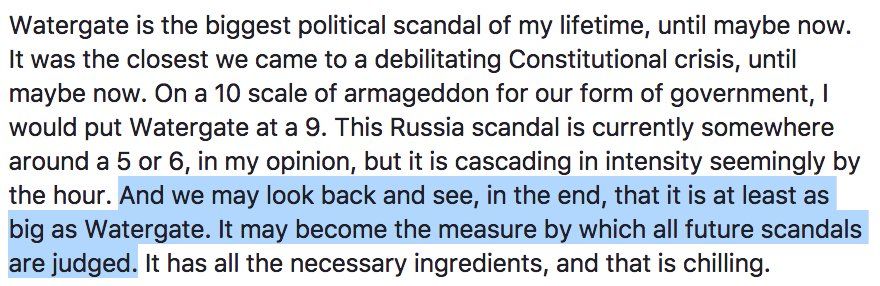 Watergate is the biggest political scandal of my lifetime, until maybe now.
It was the closest we came to a debilitating Constitutional crisis, until
maybe now. On a 10 scale of armageddon for our form of government, I
would put Watergate at a 9. This Russia scandal is currently somewhere
around a 5 or 6, in my opinion, but it is cascading in intensity seemingly by
the hour. And we may look back and see, in the end, that it is at least as
big as Watergate. It may become the measure by which all future scandals
are judged. It has all the necessary ingredients, and that is chilling.